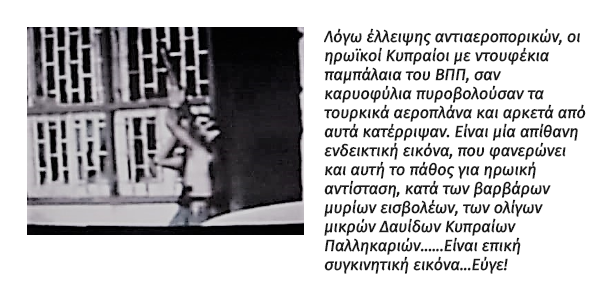 Λόγω έλλειψης αντιαεροπορικών, οι
ηρωϊκοί Κυπραίοι με ντουφέκια
παμπάλαια του ΒΠΠ, σαν
καρυοφύλια πυροβολούσαν τα
τουρκικά αεροπλάνα και αρκετά από
αυτά κατέρριψαν. Είναι μία απίθανη
ενδεικτική εικόνα, που φανερώνει
και αυτή το πάθος για ηρωική
αντίσταση, κατά των βαρβάρων
μυρίων εισβολέων, των ολίγων
μικρών Δαυίδων Κυπραίων
Παλληκαριών......Είναι επική
συγκινητική εικόνα...Εύγε!